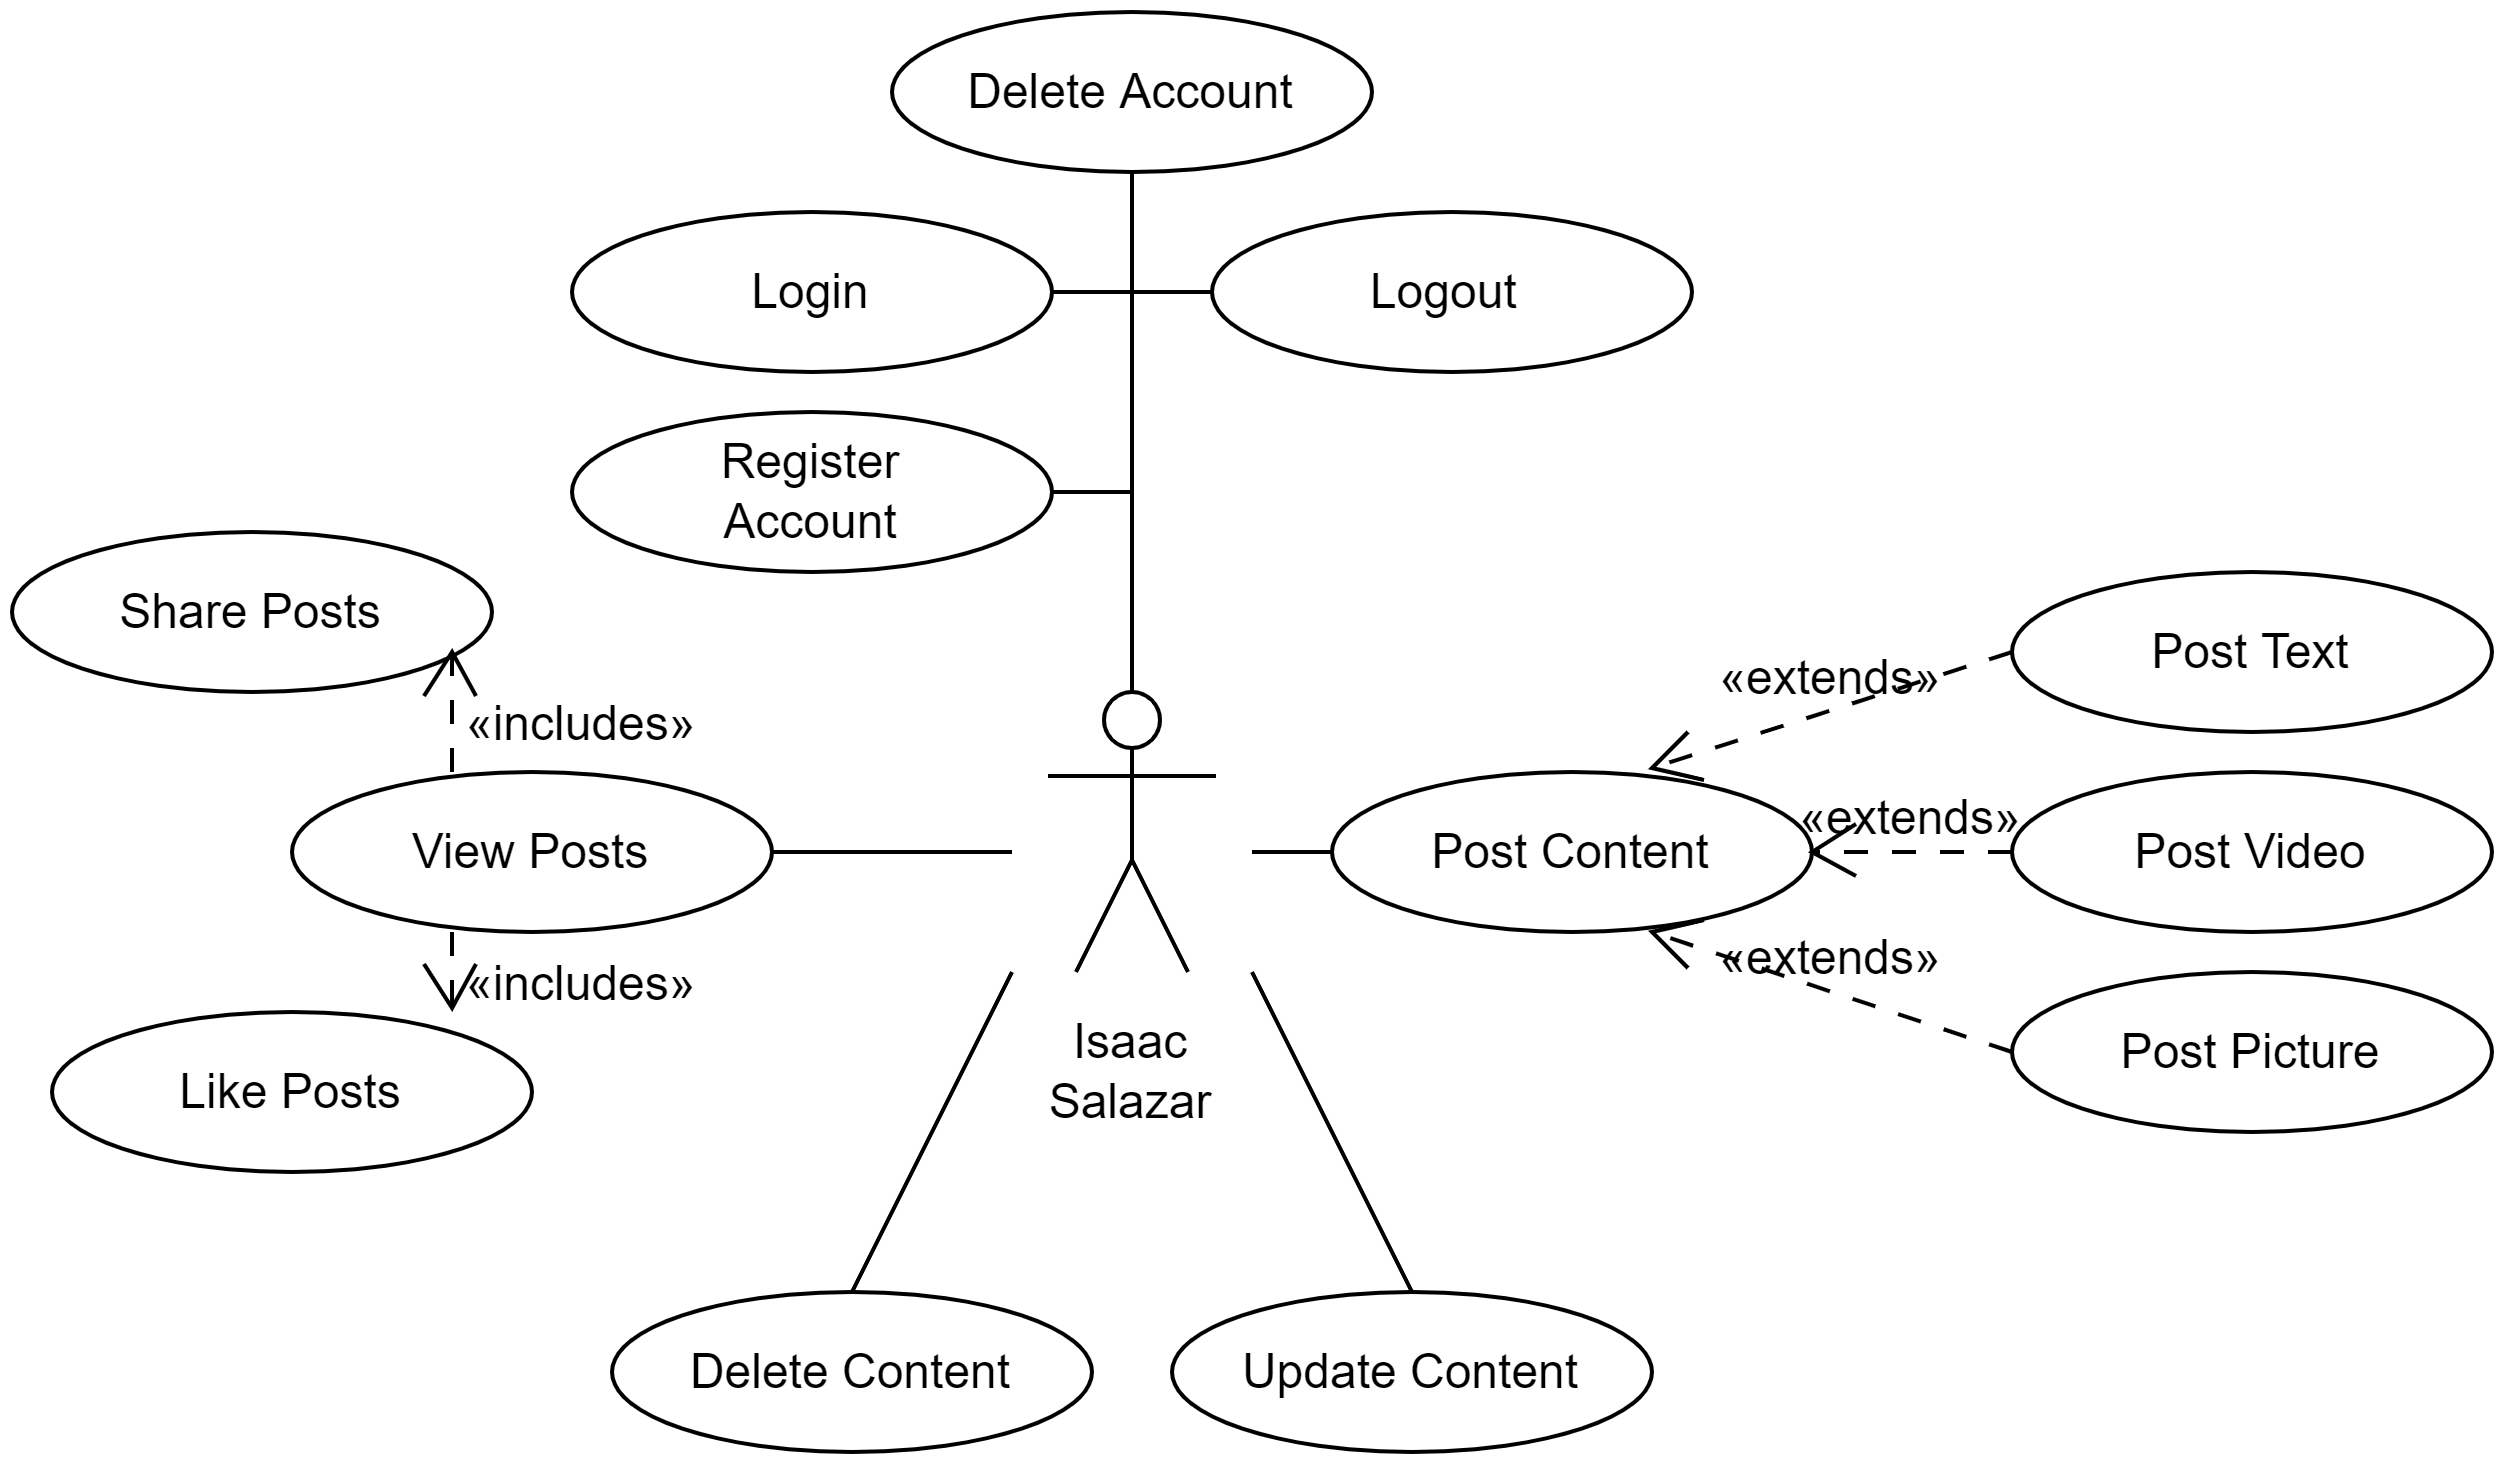 Delete Account
Login
Logout
Register
Account
Share Posts
«includes»
View Posts
«includes»
Like Posts
«extends»
Post Text
«extends»
Post Content
Post Video
«extends»
Post Picture
Isaac
Salazar
Delete Content
Update Content